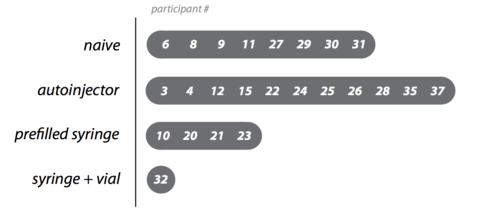 participant #
naive 6 8 9 11 27 29 30 31
autoinjector 3 4 12 15 22 24 25 26 28 35 37
prefilled syringe 10 20 21 23
syringe + vial 32